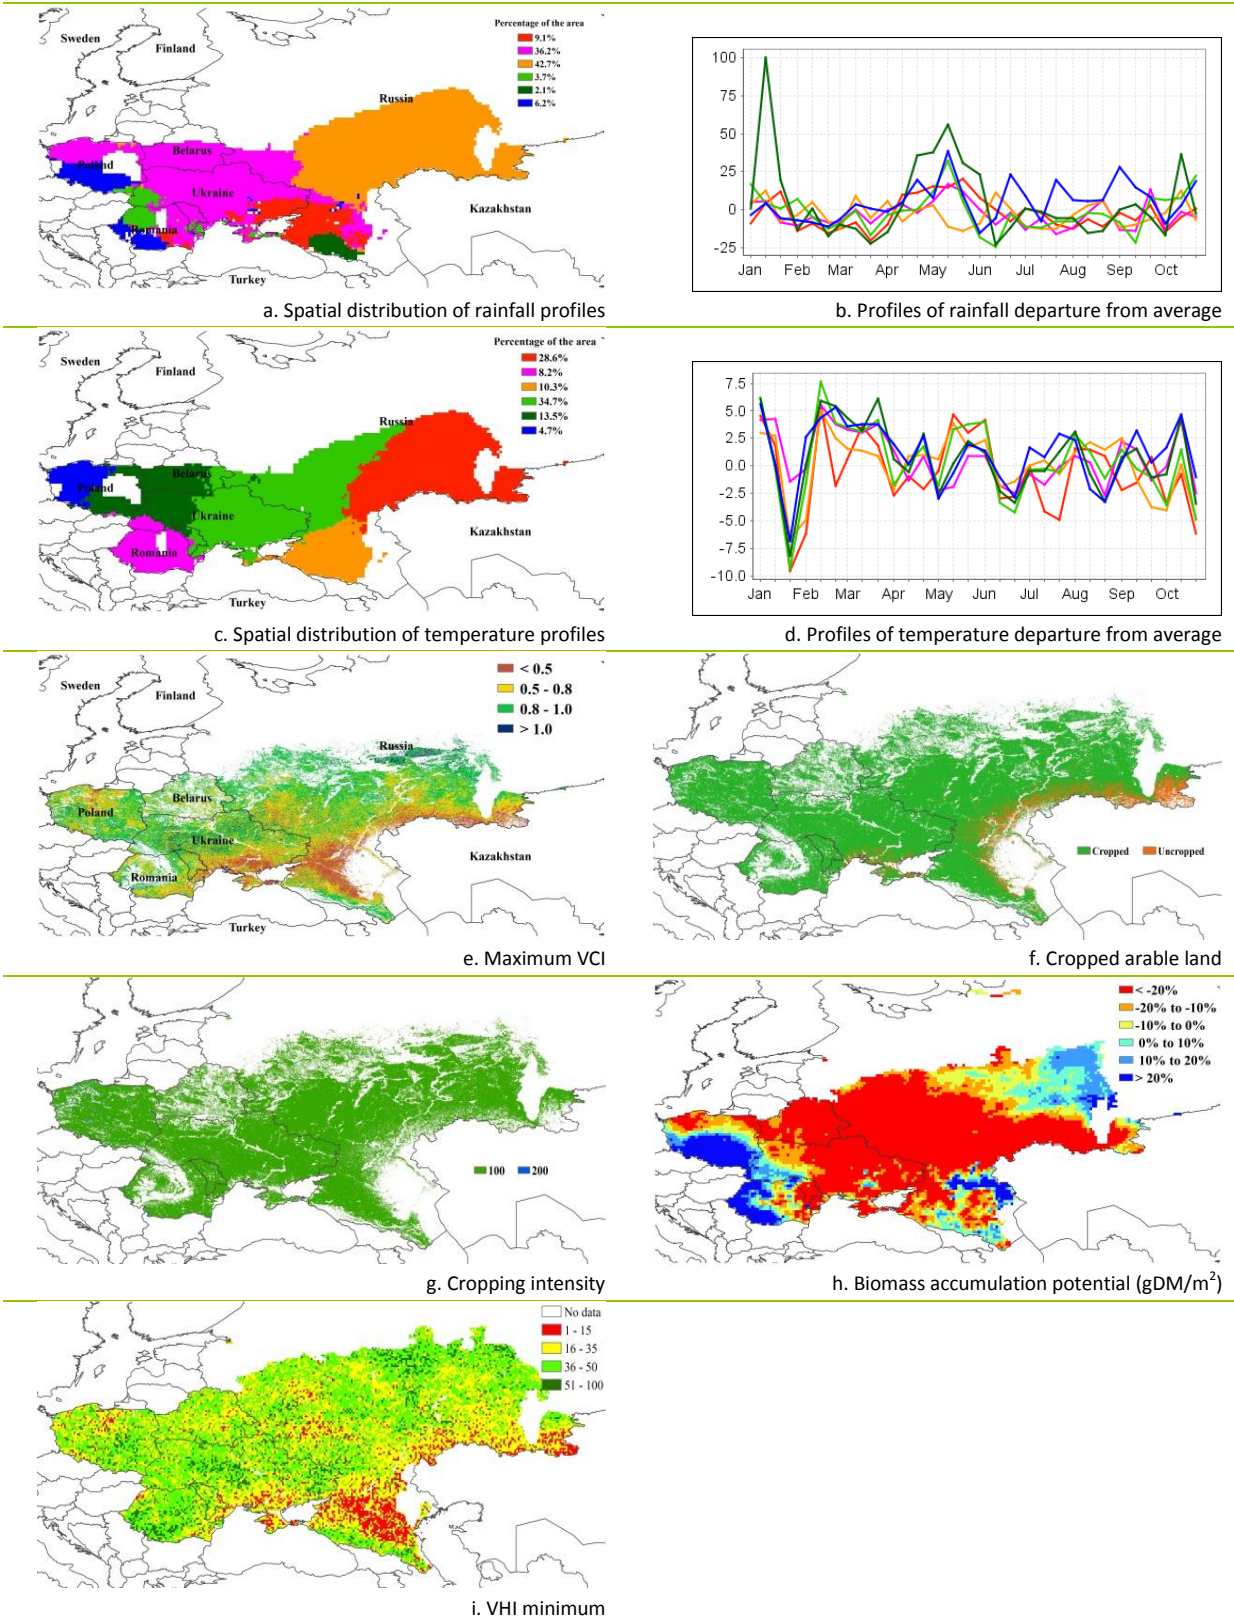 Percentage of the area
9.1%
36.2%
42.7%
3.7%
2.1%
6.2%
Sweden
Finland
Russia
Belarus
Poland
Ukraine
Romania
Kazakhstan
Turkey
a. Spatial distribution of rainfall profiles
100
75
50
25
0
-25
Jan Feb Mar Apr May Jun Jul Aug Sep Oct
b. Profiles of rainfall departure from average
Percentage of the area
28.6%
8.2%
10.3%
34.7%
13.5%
4.7%
Sweden
Finland
Russia
Belarus
Poland
Ukraine
Romania
Kazakhstan
Turkey
c. Spatial distribution of temperature profiles
7.5
5.0
2.5
0.0
-2.5
-5.0
-7.5
-10.0
Jan Feb Mar Apr May Jun Jul Aug Sep Oct
d. Profiles of temperature departure from average
< 0.5
0.5 - 0.8
0.8 - 1.0
> 1.0
Sweden
Finland
Russia
Belarus
Poland
Ukraine
Romania
Kazakhstan
Turkey
e. Maximum VCI
Cropped Uncropped
f. Cropped arable land
100 200
g. Cropping intensity
< -20%
-20% to -10%
-10% to 0%
0% to 10%
10% to 20%
> 20%
h. Biomass accumulation potential (gDM/m²)
No data
1 - 15
16 - 35
36 - 50
51 - 100
i. VHI minimum